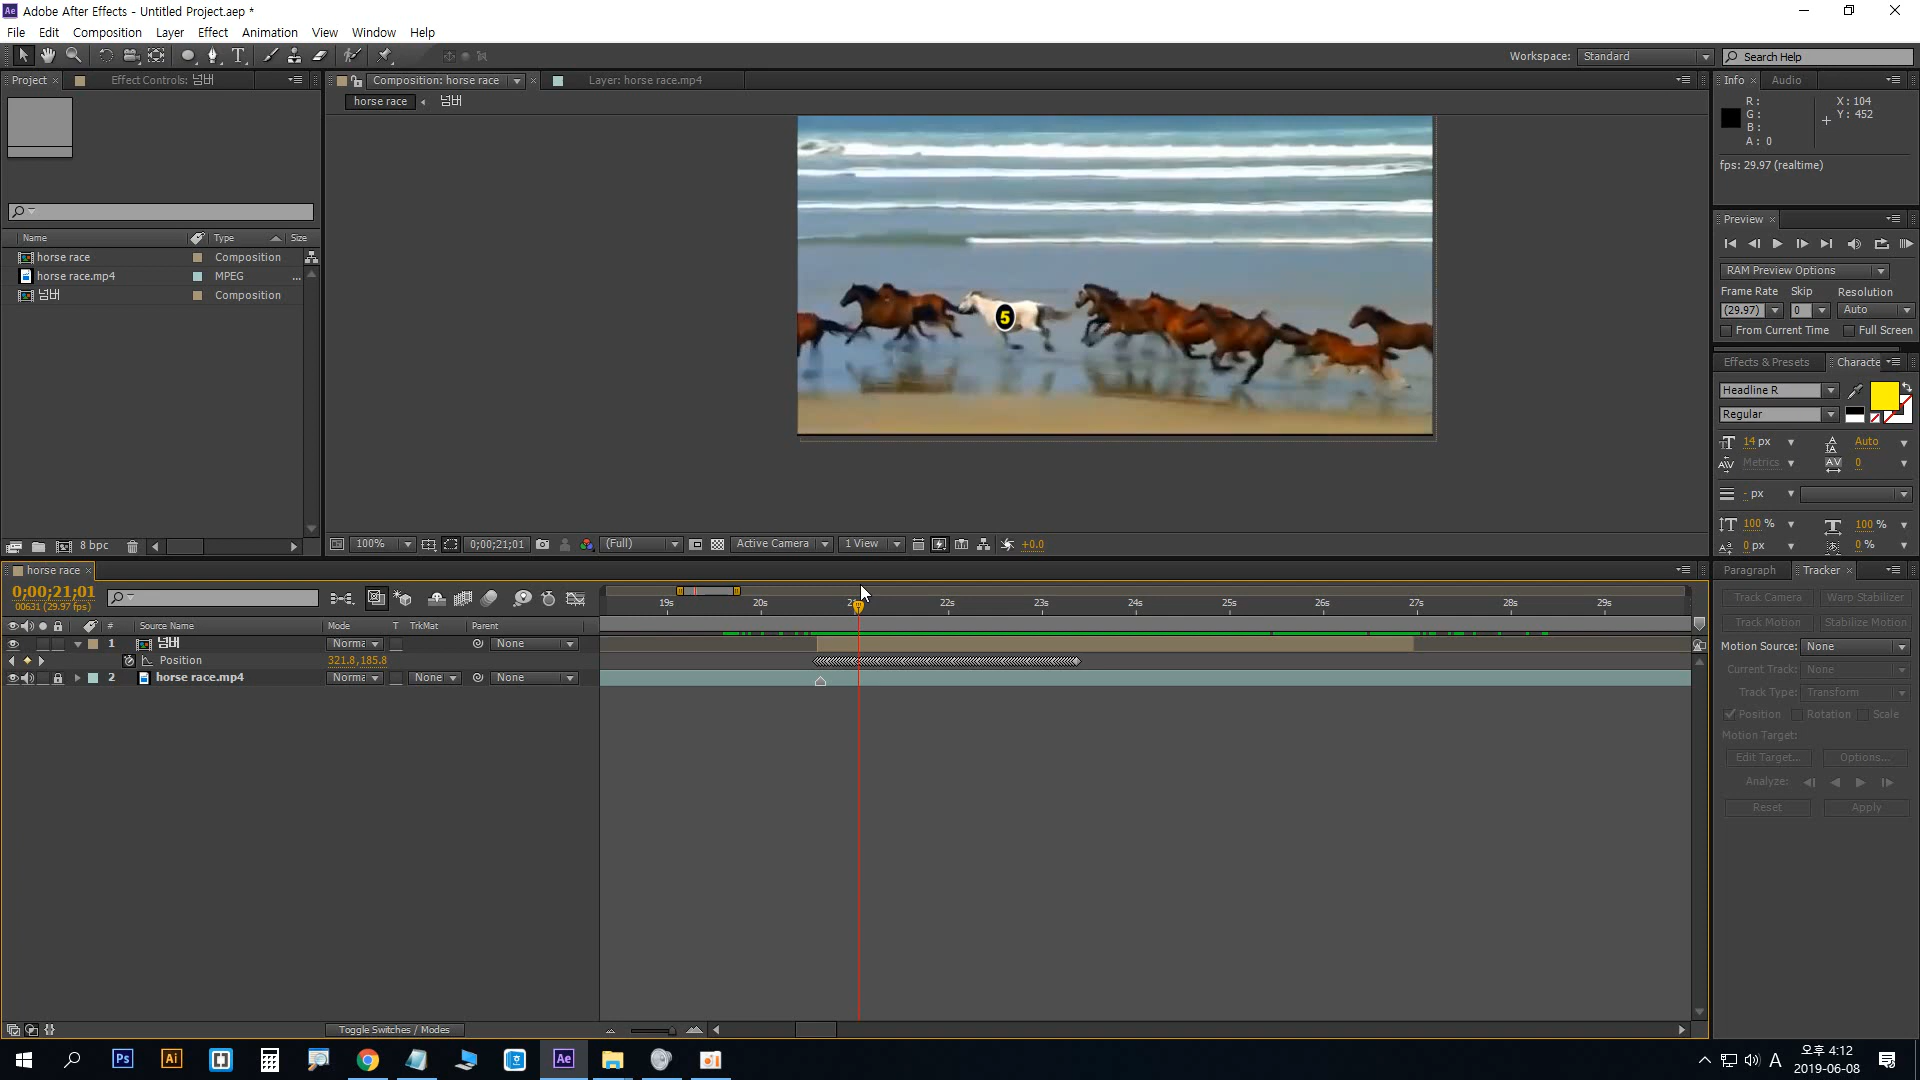 Adobe After Effects - Untitled Project.aep *
File Edit Composition Layer Effect Animation View Window Help
Workspace: Standard Search Help
Project Effect Controls: 넘버 Composition: horse race Layer: horse race.mp4 Info Audio
horse race 넘버
R: X: 104
G: Y: 452
B:
A: 0
fps: 29.97 (realtime)
Name Type Size
horse race Composition
horse race.mp4 MPEG ...
넘버 Composition
5
Preview
RAM Preview Options
Frame Rate Skip Resolution
(29.97) 0 Auto
From Current Time Full Screen
Effects & Presets Characte
Headline R
Regular
14 px Auto
Metrics 0
- px
100 % 100 %
0 px 0 %
8 bpc
100% 0;00;21;01 (Full) Active Camera 1 View +0.0
horse race
Paragraph Tracker
0;00;21;01
00631 (29.97 fps)
19s 20s 22s 23s 24s 25s 26s 27s 28s 29s
# Source Name Mode T TrkMat Parent
1 넘버 Norma None
Position 321.8,185.8
2 horse race.mp4 Norma None None
Track Camera Warp Stabilizer
Track Motion Stabilize Motion
Motion Source: None
Current Track: None
Track Type: Transform
Position Rotation Scale
Motion Target:
Edit Target... Options...
Analyze:
Reset Apply
Toggle Switches / Modes
Ps Ai Ae A 오후 4:12
2019-06-08